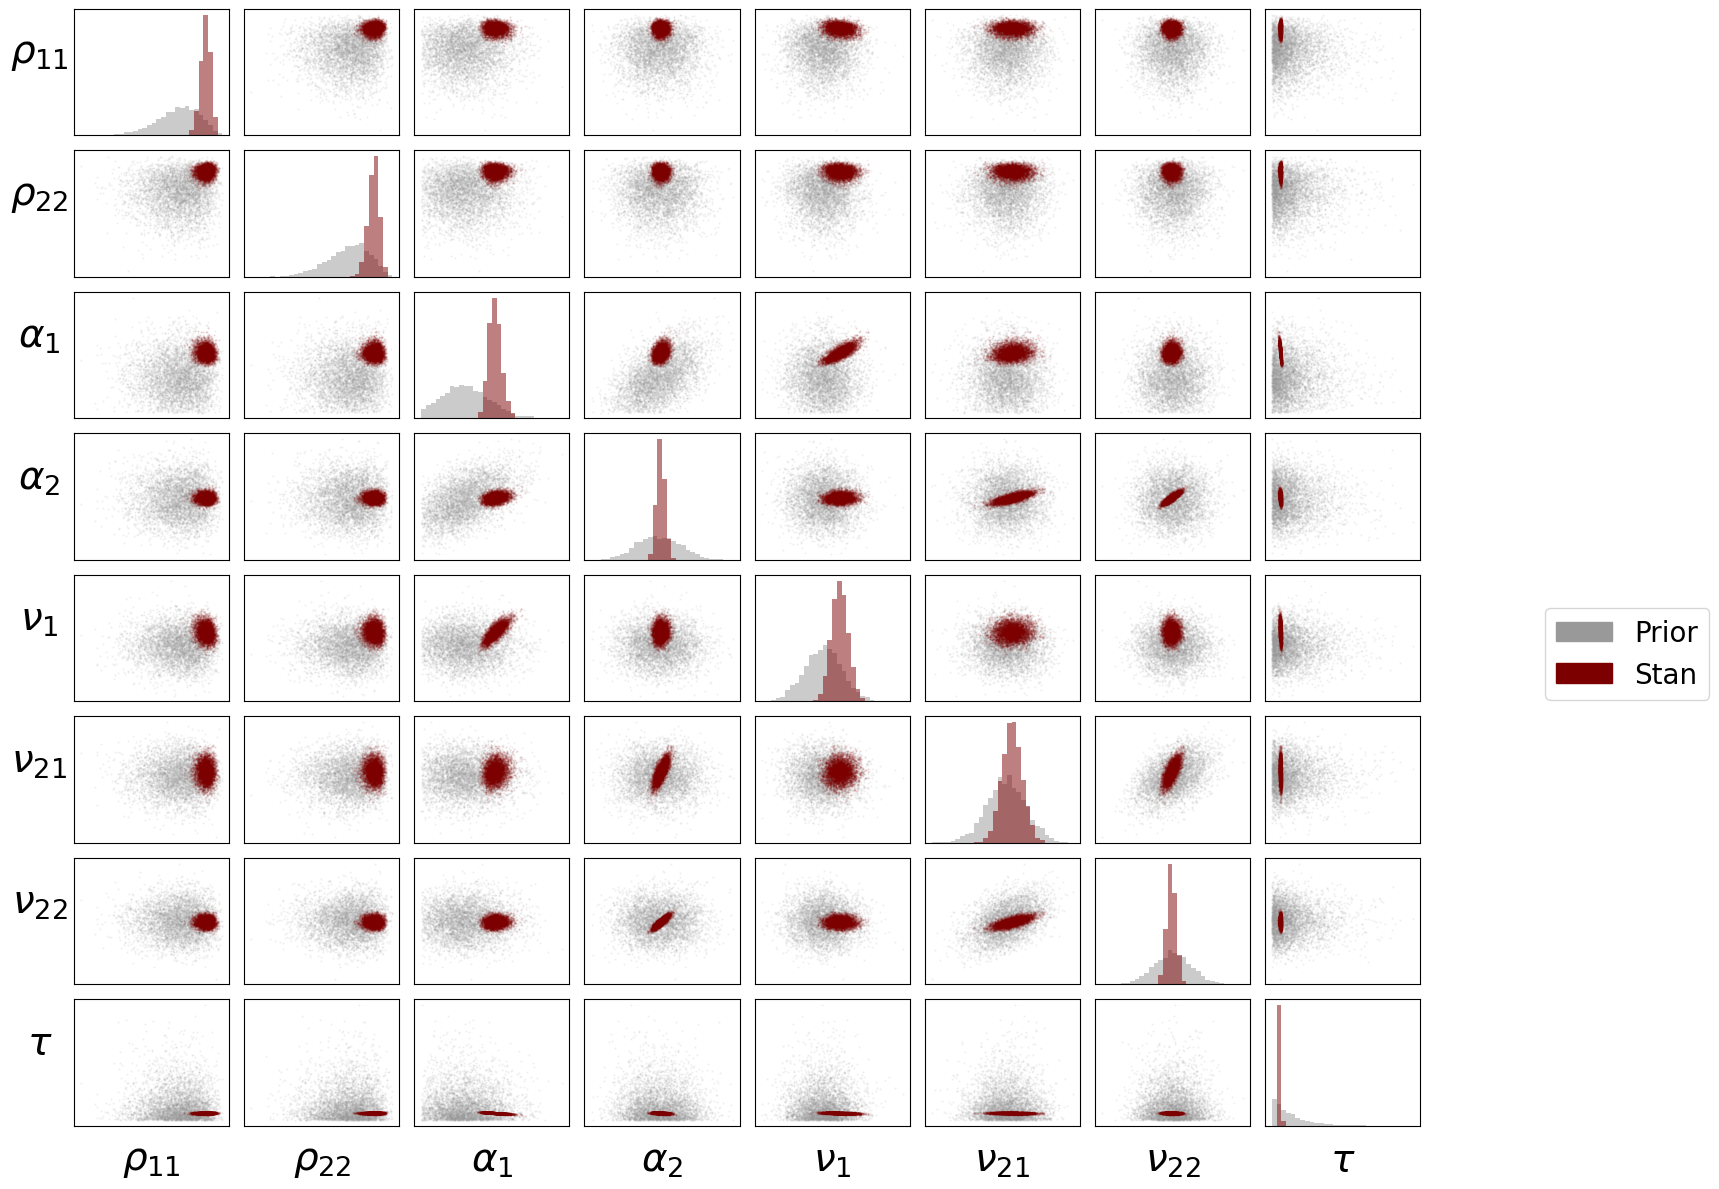 ρ₁₁
ρ₂₂
α₁
α₂
ν₁
ν₂₁
ν₂₂
τ
Prior
Stan
ρ₁₁ ρ₂₂ α₁ α₂ ν₁ ν₂₁ ν₂₂ τ